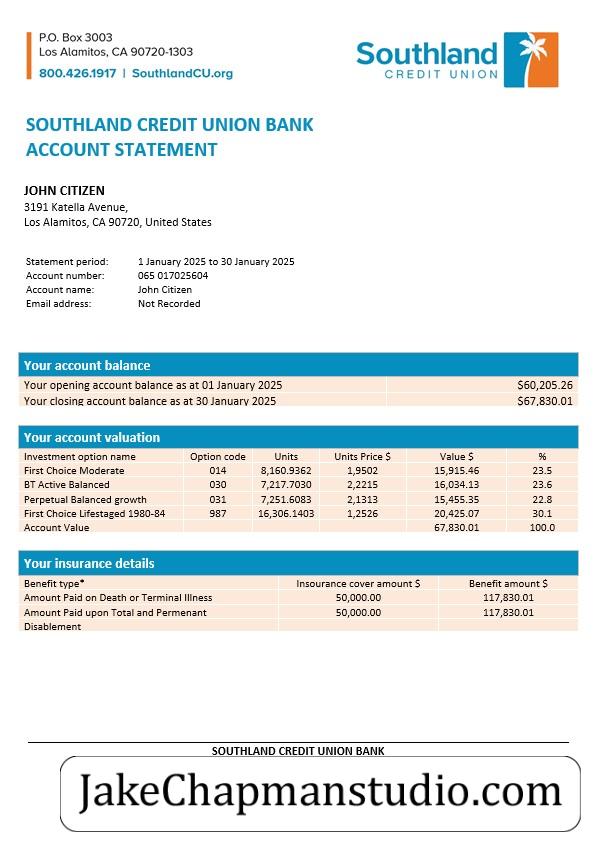 P.O. Box 3003
Los Alamitos, CA 90720-1303
800.426.1917 | SouthlandCU.org
Southland
CREDIT UNION
SOUTHLAND CREDIT UNION BANK
ACCOUNT STATEMENT
JOHN CITIZEN
3191 Katella Avenue,
Los Alamitos, CA 90720, United States
Statement period: 1 January 2025 to 30 January 2025
Account number: 065 017025604
Account name: John Citizen
Email address: Not Recorded
Your account balance
Your opening account balance as at 01 January 2025 $60,205.26
Your closing account balance as at 30 January 2025 $67,830.01
Your account valuation
Investment option name Option code Units Units Price $ Value $ %
First Choice Moderate 014 8,160.9362 1,9502 15,915.46 23.5
BT Active Balanced 030 7,217.7030 2,2215 16,034.13 23.6
Perpetual Balanced growth 031 7,251.6083 2,1313 15,455.35 22.8
First Choice Lifestaged 1980-84 987 16,306.1403 1,2526 20,425.07 30.1
Account Value 67,830.01 100.0
Your insurance details
Benefit type* Insourance cover amount $ Benefit amount $
Amount Paid on Death or Terminal Illness 50,000.00 117,830.01
Amount Paid upon Total and Permenant 50,000.00 117,830.01
Disablement
SOUTHLAND CREDIT UNION BANK
JakeChapmanstudio.com